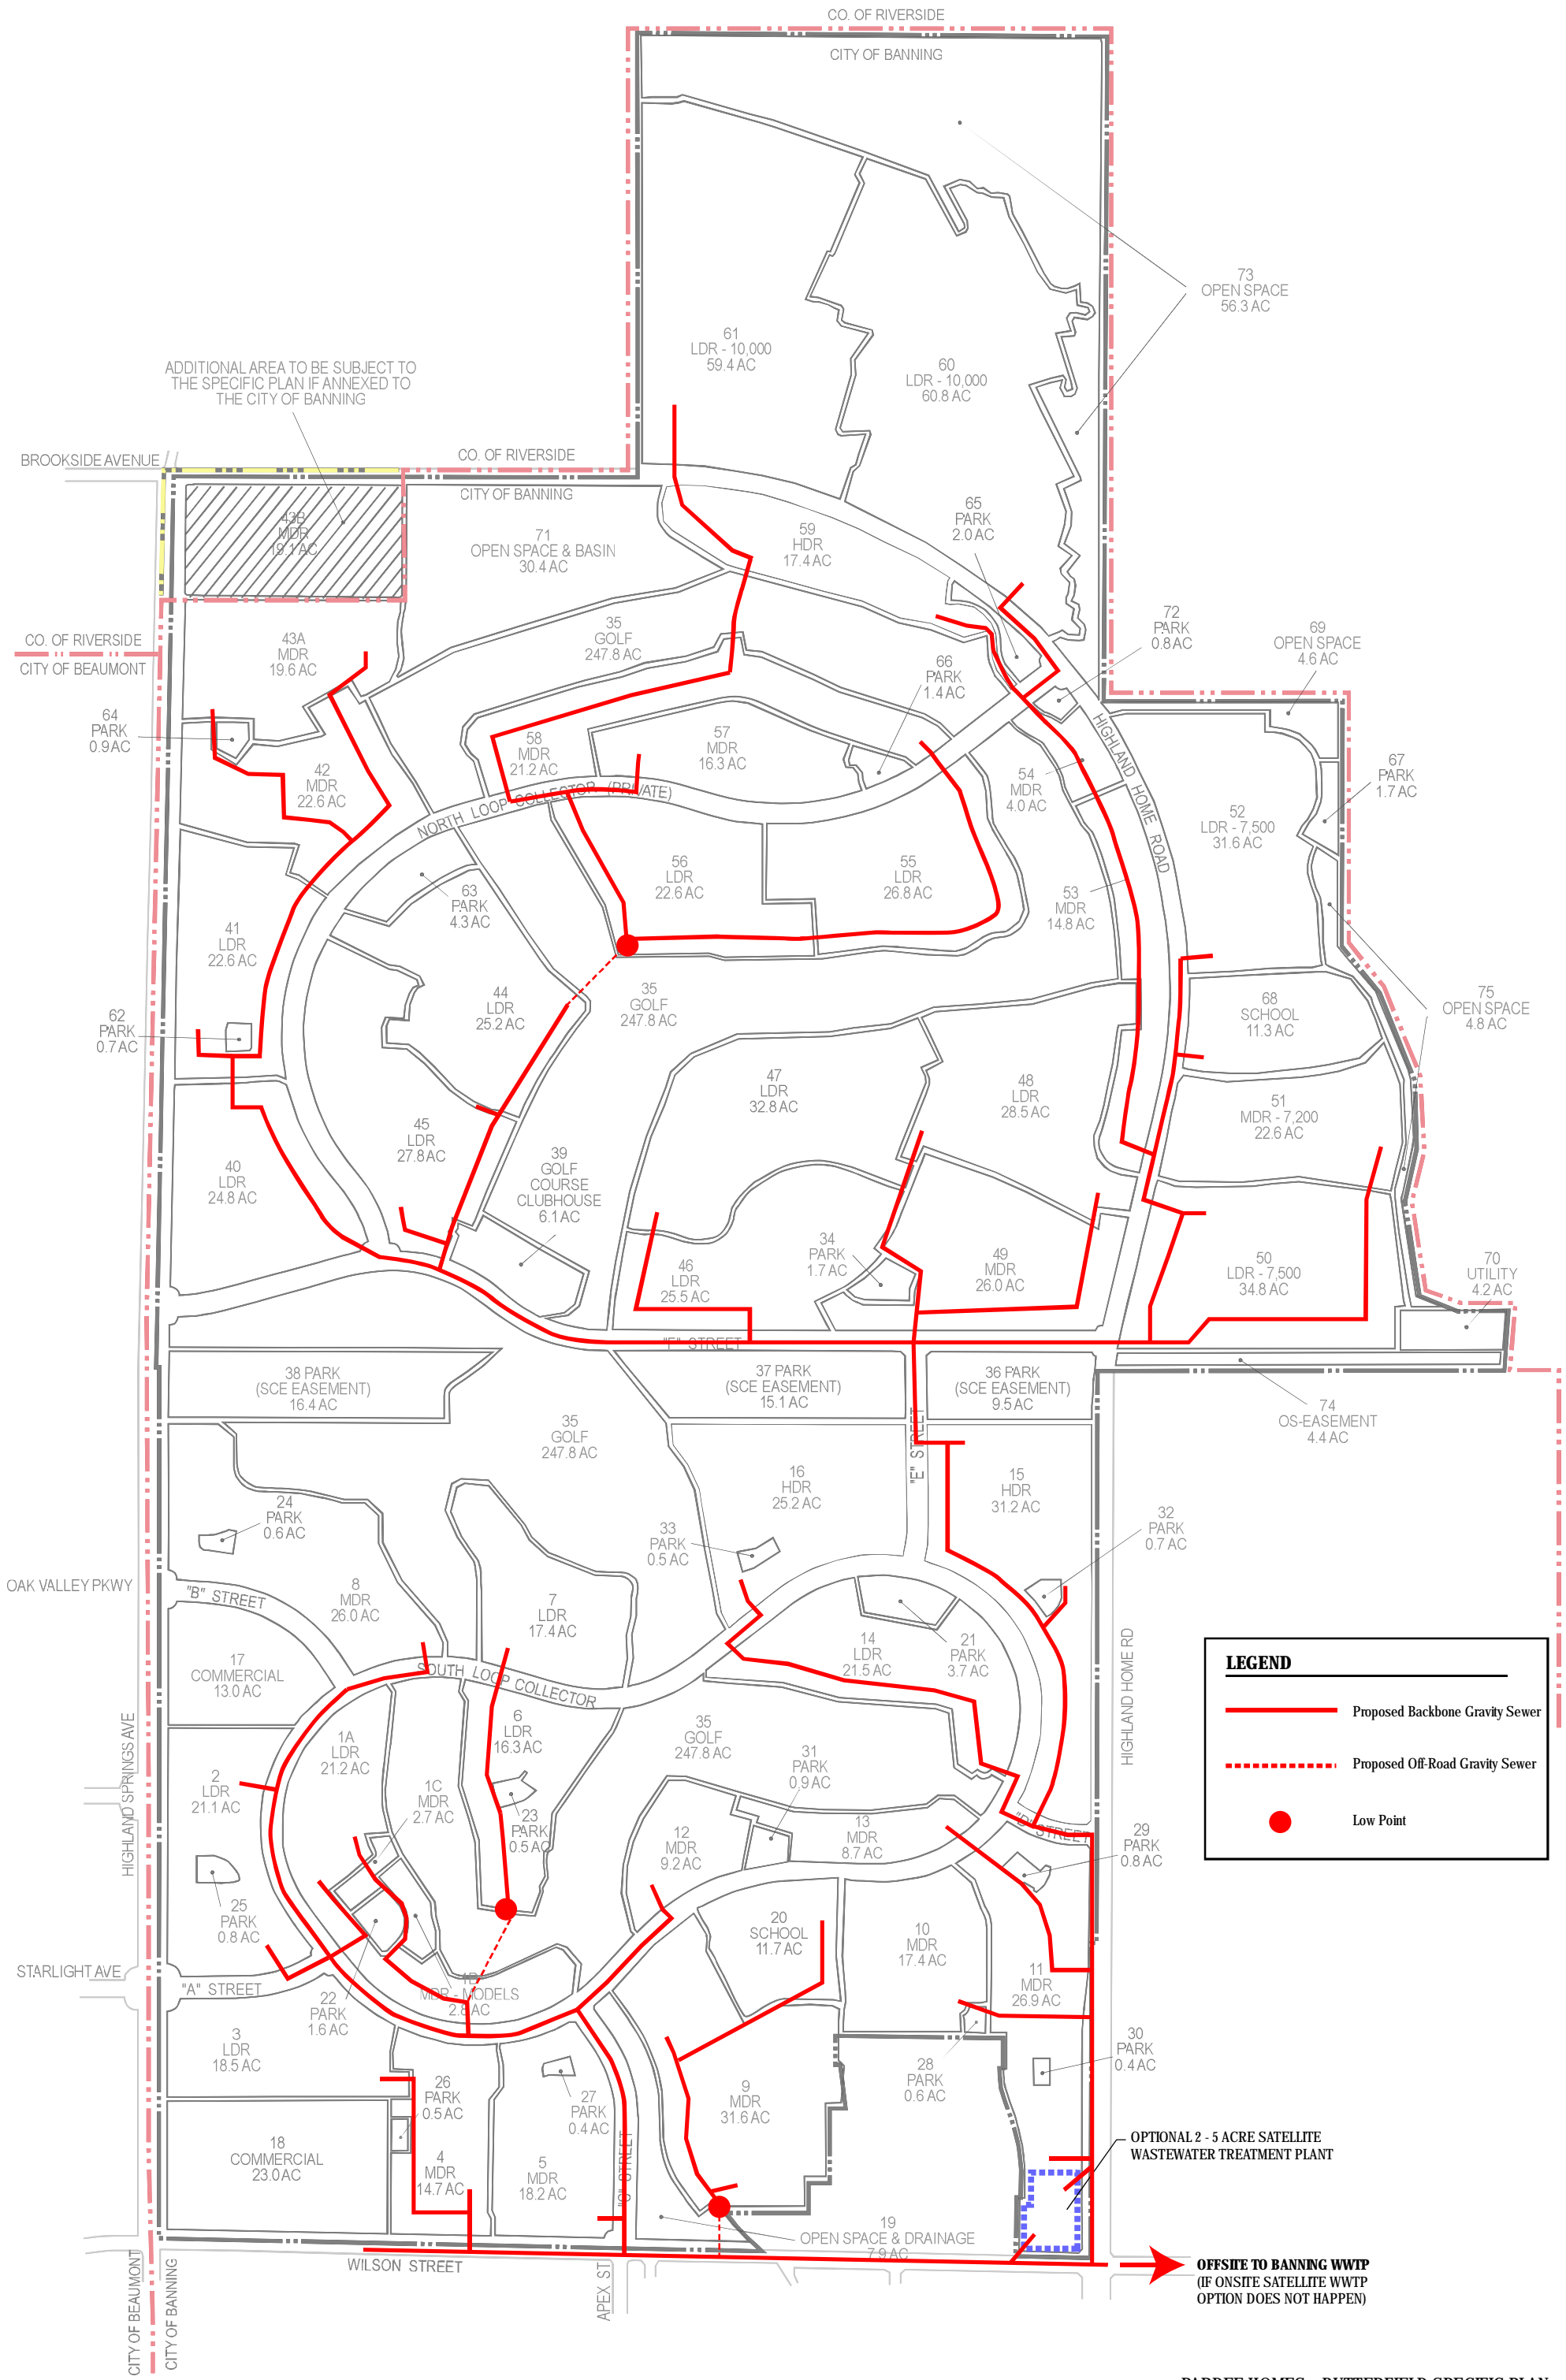 CO. OF RIVERSIDE
CITY OF BANNING
73
OPEN SPACE
56.3 AC
61
LDR - 10,000
59.4 AC
60
LDR - 10,000
60.8 AC
ADDITIONAL AREA TO BE SUBJECT TO
THE SPECIFIC PLAN IF ANNEXED TO
THE CITY OF BANNING
BROOKSIDE AVENUE
CO. OF RIVERSIDE
CITY OF BANNING
43B
MDR
19.1 AC
71
OPEN SPACE & BASIN
30.4 AC
59
HDR
17.4 AC
65
PARK
2.0 AC
72
PARK
0.8 AC
69
OPEN SPACE
4.6 AC
CO. OF RIVERSIDE
CITY OF BEAUMONT
43A
MDR
19.6 AC
35
GOLF
247.8 AC
66
PARK
1.4 AC
64
PARK
0.9 AC
42
MDR
22.6 AC
58
MDR
21.2 AC
57
MDR
16.3 AC
54
MDR
4.0 AC
HIGHLAND HOME ROAD
67
PARK
1.7 AC
52
LDR - 7,500
31.6 AC
NORTH LOOP COLLECTOR (PRIVATE)
63
PARK
4.3 AC
56
LDR
22.6 AC
55
LDR
26.8 AC
53
MDR
14.8 AC
41
LDR
22.6 AC
44
LDR
25.2 AC
35
GOLF
247.8 AC
68
SCHOOL
11.3 AC
75
OPEN SPACE
4.8 AC
62
PARK
0.7 AC
47
LDR
32.8 AC
48
LDR
28.5 AC
51
MDR - 7,200
22.6 AC
45
LDR
27.8 AC
39
GOLF
COURSE
CLUBHOUSE
6.1 AC
40
LDR
24.8 AC
46
LDR
25.5 AC
34
PARK
1.7 AC
49
MDR
26.0 AC
50
LDR - 7,500
34.8 AC
70
UTILITY
4.2 AC
"F" STREET
38 PARK
(SCE EASEMENT)
16.4 AC
37 PARK
(SCE EASEMENT)
15.1 AC
36 PARK
(SCE EASEMENT)
9.5 AC
74
OS-EASEMENT
4.4 AC
35
GOLF
247.8 AC
"E" STREET
16
HDR
25.2 AC
15
HDR
31.2 AC
24
PARK
0.6 AC
33
PARK
0.5 AC
32
PARK
0.7 AC
OAK VALLEY PKWY
"B" STREET
8
MDR
26.0 AC
7
LDR
17.4 AC
14
LDR
21.5 AC
21
PARK
3.7 AC
17
COMMERCIAL
13.0 AC
SOUTH LOOP COLLECTOR
HIGHLAND HOME RD
LEGEND
Proposed Backbone Gravity Sewer
Proposed Off-Road Gravity Sewer
Low Point
HIGHLAND SPRINGS AVE
1A
LDR
21.2 AC
6
LDR
16.3 AC
35
GOLF
247.8 AC
31
PARK
0.9 AC
2
LDR
21.1 AC
1C
MDR
2.7 AC
23
PARK
0.5 AC
12
MDR
9.2 AC
13
MDR
8.7 AC
"D" STREET
29
PARK
0.8 AC
25
PARK
0.8 AC
20
SCHOOL
11.7 AC
10
MDR
17.4 AC
11
MDR
26.9 AC
STARLIGHT AVE
"A" STREET
1B
MDR - MODELS
2.8 AC
22
PARK
1.6 AC
3
LDR
18.5 AC
26
PARK
0.5 AC
27
PARK
0.4 AC
9
MDR
31.6 AC
28
PARK
0.6 AC
30
PARK
0.4 AC
18
COMMERCIAL
23.0 AC
4
MDR
14.7 AC
5
MDR
18.2 AC
"C" STREET
OPTIONAL 2 - 5 ACRE SATELLITE
WASTEWATER TREATMENT PLANT
19
OPEN SPACE & DRAINAGE
7.9 AC
WILSON STREET
APEX ST
CITY OF BEAUMONT
CITY OF BANNING
OFFSITE TO BANNING WWTP
(IF ONSITE SATELLITE WWTP
OPTION DOES NOT HAPPEN)